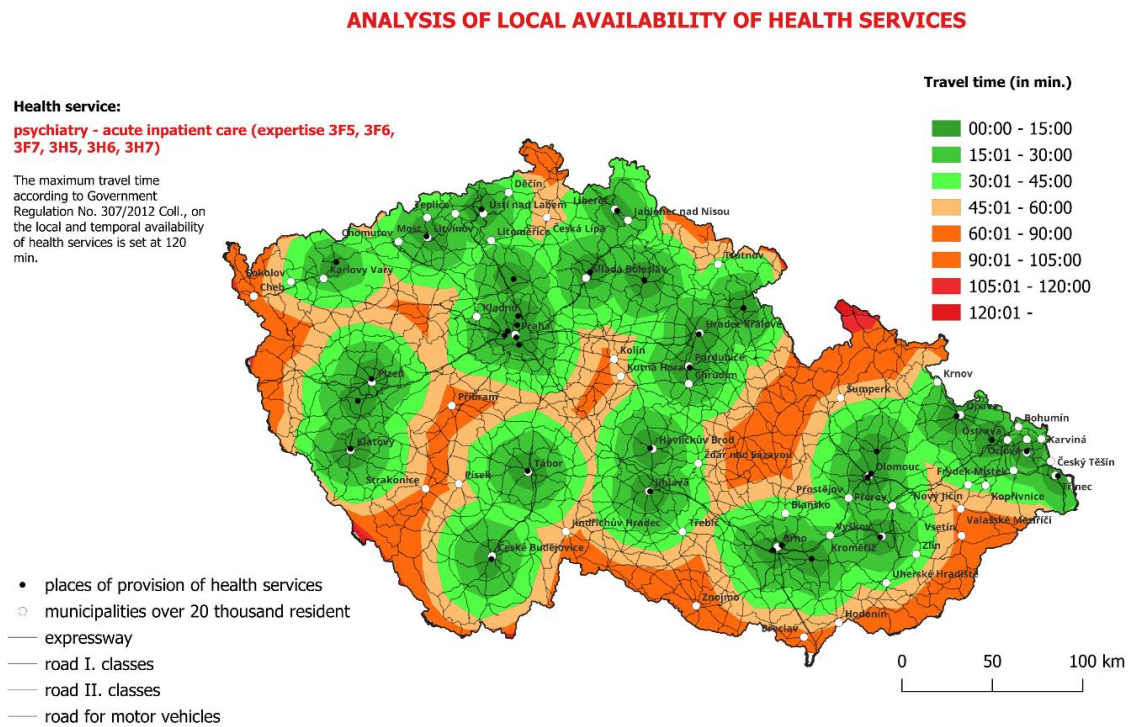 ANALYSIS OF LOCAL AVAILABILITY OF HEALTH SERVICES
Health service:
psychiatry - acute inpatient care (expertise 3F5, 3F6,
3F7, 3H5, 3H6, 3H7)
The maximum travel time
according to Government
Regulation No. 307/2012 Coll., on
the local and temporal availability
of health services is set at 120
min.
Travel time (in min.)
00:00 - 15:00
15:01 - 30:00
30:01 - 45:00
45:01 - 60:00
60:01 - 90:00
90:01 - 105:00
105:01 - 120:00
120:01 -
Děčín
Teplice
Ústí nad Labem
Liberec
Jablonec nad Nisou
Chomutov
Most
Litvínov
Litoměřice
Česká Lípa
Trutnov
Sokolov
Karlovy Vary
Mladá Boleslav
Cheb
Kladno
Praha
Hradec Králové
Kolín
Pardubice
Kutná Hora
Chrudim
Plzeň
Příbram
Šumperk
Krnov
Opava
Bohumín
Ostrava
Karviná
Orlová
Havlíčkův Brod
Klatovy
Žďár nad Sázavou
Tábor
Olomouc
Český Těšín
Frýdek-Místek
Třinec
Strakonice
Písek
Jihlava
Prostějov
Přerov
Nový Jičín
Kopřivnice
Blansko
Valašské Meziříčí
Jindřichův Hradec
Třebíč
Vyškov
Vsetín
České Budějovice
Brno
Kroměříž
Zlín
Uherské Hradiště
Znojmo
Hodonín
Břeclav
places of provision of health services
municipalities over 20 thousand resident
expressway
road I. classes
road II. classes
road for motor vehicles
0 50 100 km